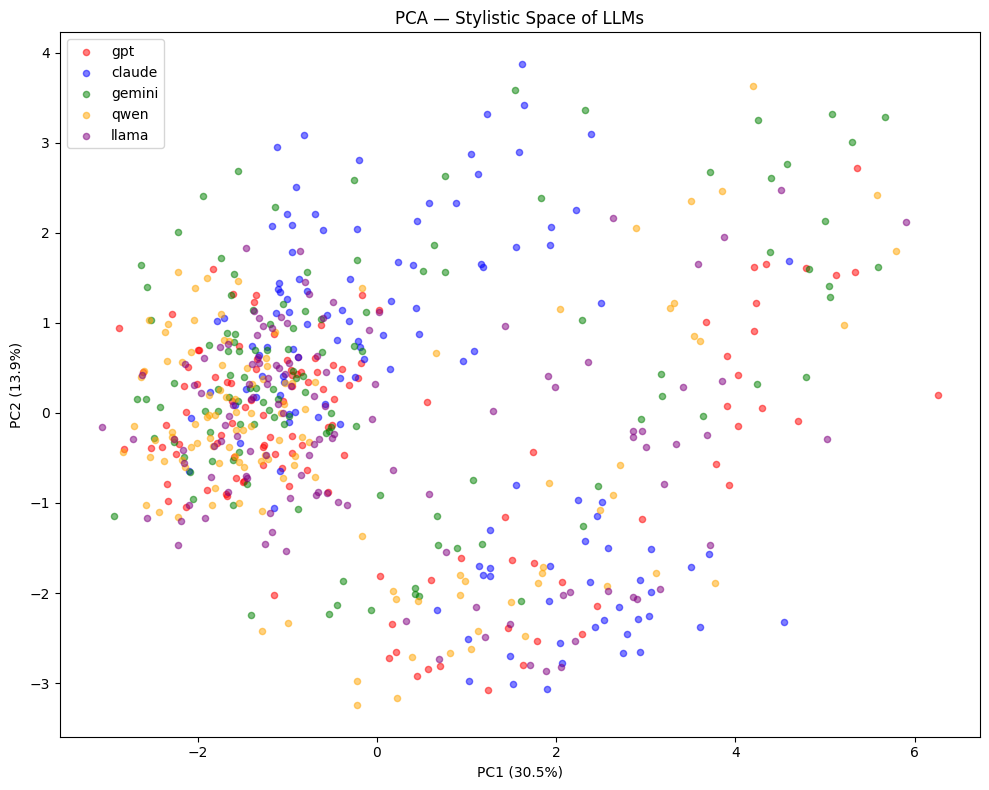 PCA — Stylistic Space of LLMs
gpt
claude
gemini
qwen
llama
4
3
2
1
0
−1
−2
−3
PC2 (13.9%)
−2
0
2
4
6
PC1 (30.5%)